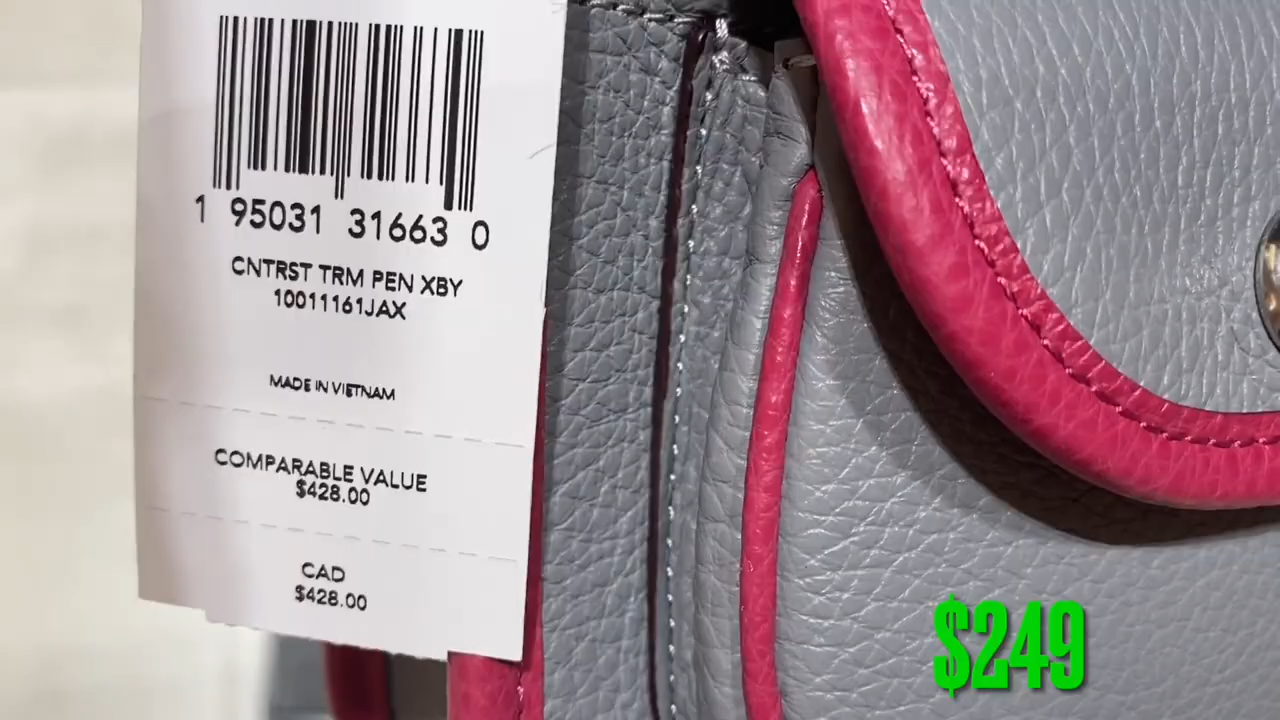 1 95031 31663 0
CNTRST TRM PEN XBY
10011161JAX
MADE IN VIETNAM
COMPARABLE VALUE
$428.00
CAD
$428.00
$249